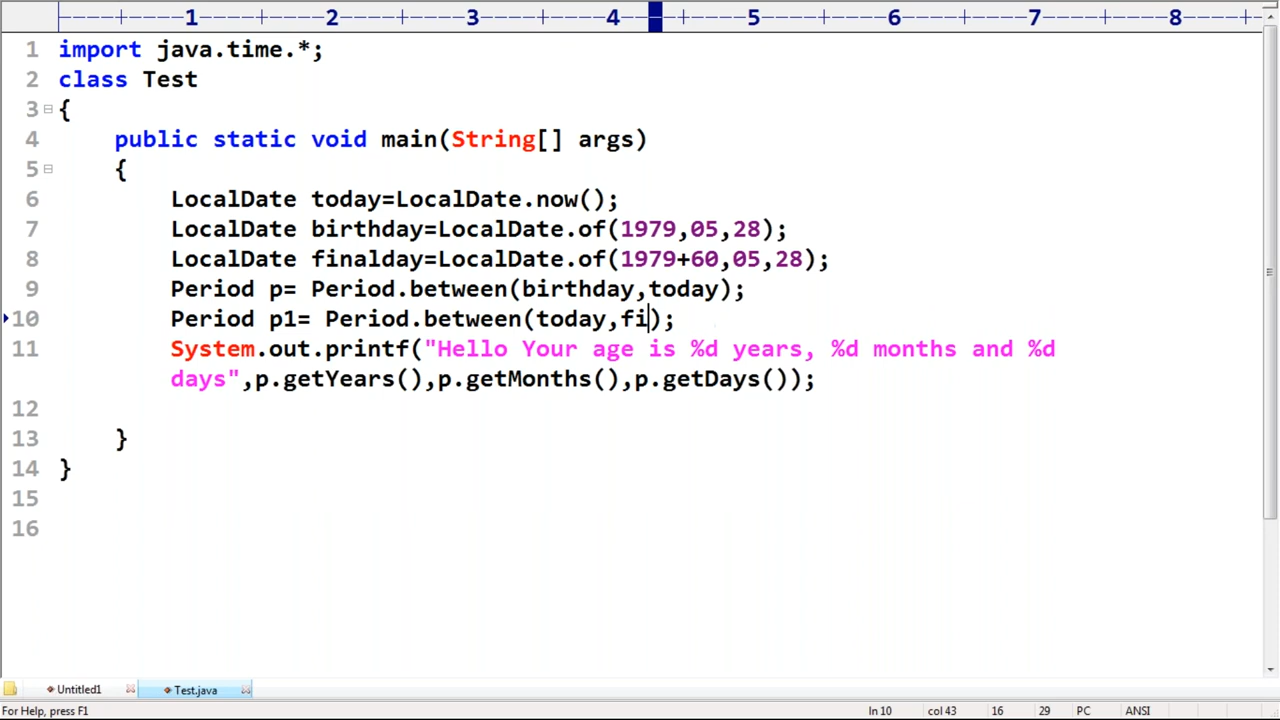 1 2 3 4 5 6 7 8
1 import java.time.*;
2 class Test
3 {
4 public static void main(String[] args)
5 {
6 LocalDate today=LocalDate.now();
7 LocalDate birthday=LocalDate.of(1979,05,28);
8 LocalDate finalday=LocalDate.of(1979+60,05,28);
9 Period p= Period.between(birthday,today);
10 Period p1= Period.between(today,fi);
11 System.out.printf("Hello Your age is %d years, %d months and %d
days",p.getYears(),p.getMonths(),p.getDays());
12
13 }
14 }
15
16
Untitled1 Test.java
For Help, press F1 ln 10 col 43 16 29 PC ANSI